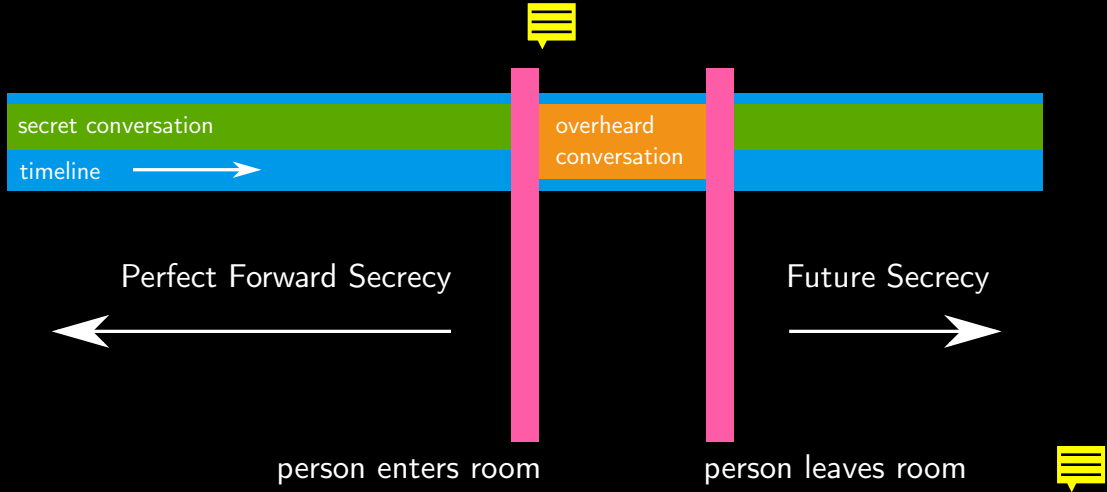 secret conversation
overheard
conversation
timeline
Perfect Forward Secrecy
Future Secrecy
person enters room
person leaves room